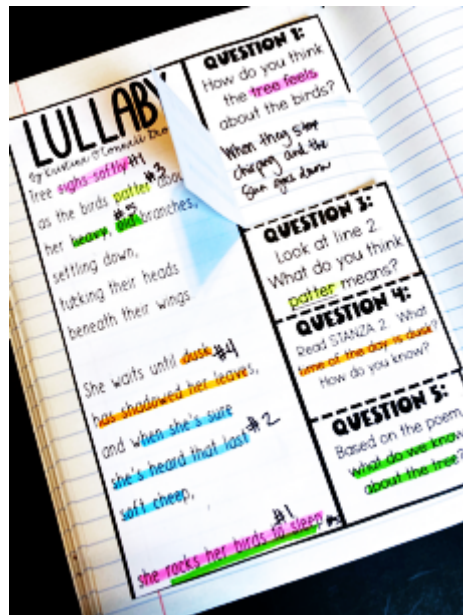 LULLABY
By Kristine O'Connell
Tree sighs softly #1
#3
as the birds patter about
#5
her heavy, old branches,
settling down,
tucking their heads
beneath their wings.
She waits until dusk #4
has shadowed her leaves,
and when she's sure
she's heard that last #2
soft cheep,
#1
she rocks her birds to sleep.
QUESTION 1:
How do you think
the tree feels
about the birds?
When they stop
chirping and the
Sun goes down
QUESTION 3:
Look at line 2.
What do you think
patter means?
QUESTION 4:
Read STANZA 2. What
time of the day is dusk?
How do you know?
QUESTION 5:
Based on the poem,
what do we know
about the tree?